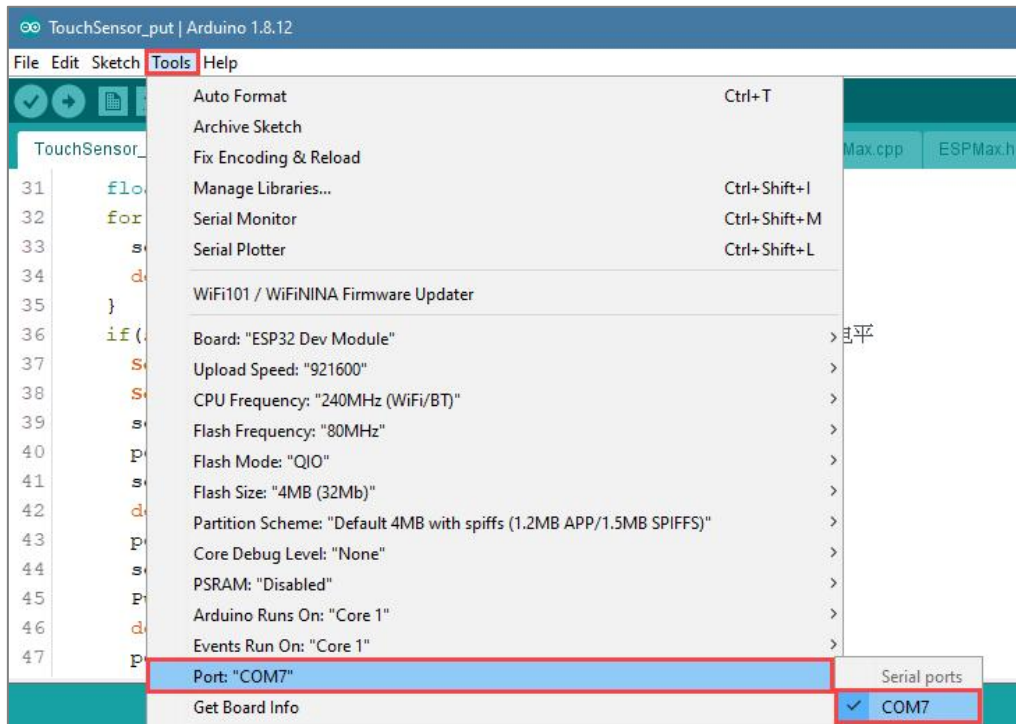 TouchSensor_put | Arduino 1.8.12
File Edit Sketch Tools Help
Auto Format Ctrl+T
Archive Sketch
TouchSensor_ Max.cpp ESPMax.h
Fix Encoding & Reload
31 flo
Manage Libraries... Ctrl+Shift+I
32 for
Serial Monitor Ctrl+Shift+M
33 s
Serial Plotter Ctrl+Shift+L
34 d
WiFi101 / WiFiNINA Firmware Updater
35 }
36 if(
Board: "ESP32 Dev Module" > 电平
37 S
Upload Speed: "921600" >
38 S
CPU Frequency: "240MHz (WiFi/BT)" >
39 s
Flash Frequency: "80MHz" >
40 p
Flash Mode: "QIO" >
41 s
Flash Size: "4MB (32Mb)" >
42 d
Partition Scheme: "Default 4MB with spiffs (1.2MB APP/1.5MB SPIFFS)" >
43 p
Core Debug Level: "None" >
44 s
PSRAM: "Disabled" >
45 P
Arduino Runs On: "Core 1" >
46 d
Events Run On: "Core 1" >
47 p
Port: "COM7" Serial ports
Get Board Info COM7